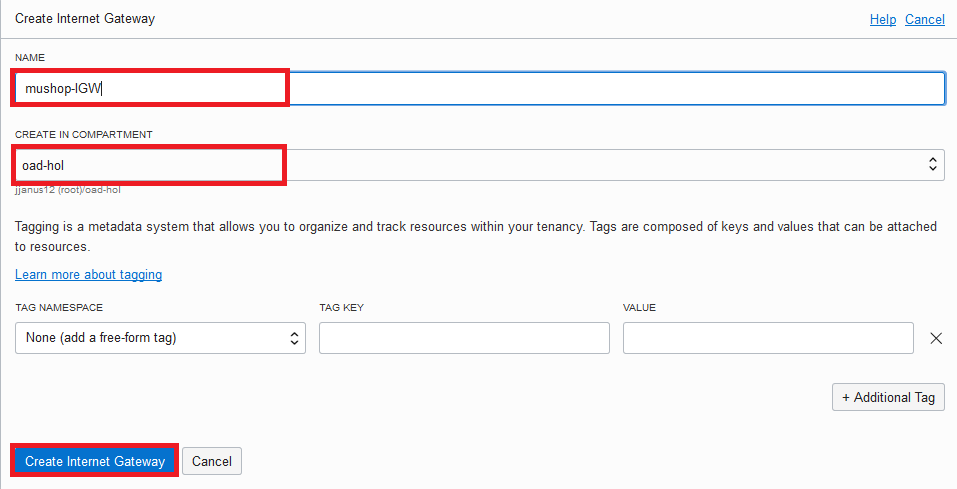 Create Internet Gateway
Help Cancel
NAME
mushop-IGW
CREATE IN COMPARTMENT
oad-hol
jjanus12 (root)/oad-hol
Tagging is a metadata system that allows you to organize and track resources within your tenancy. Tags are composed of keys and values that can be attached
to resources.
Learn more about tagging
TAG NAMESPACE TAG KEY VALUE
None (add a free-form tag)
+ Additional Tag
Create Internet Gateway Cancel